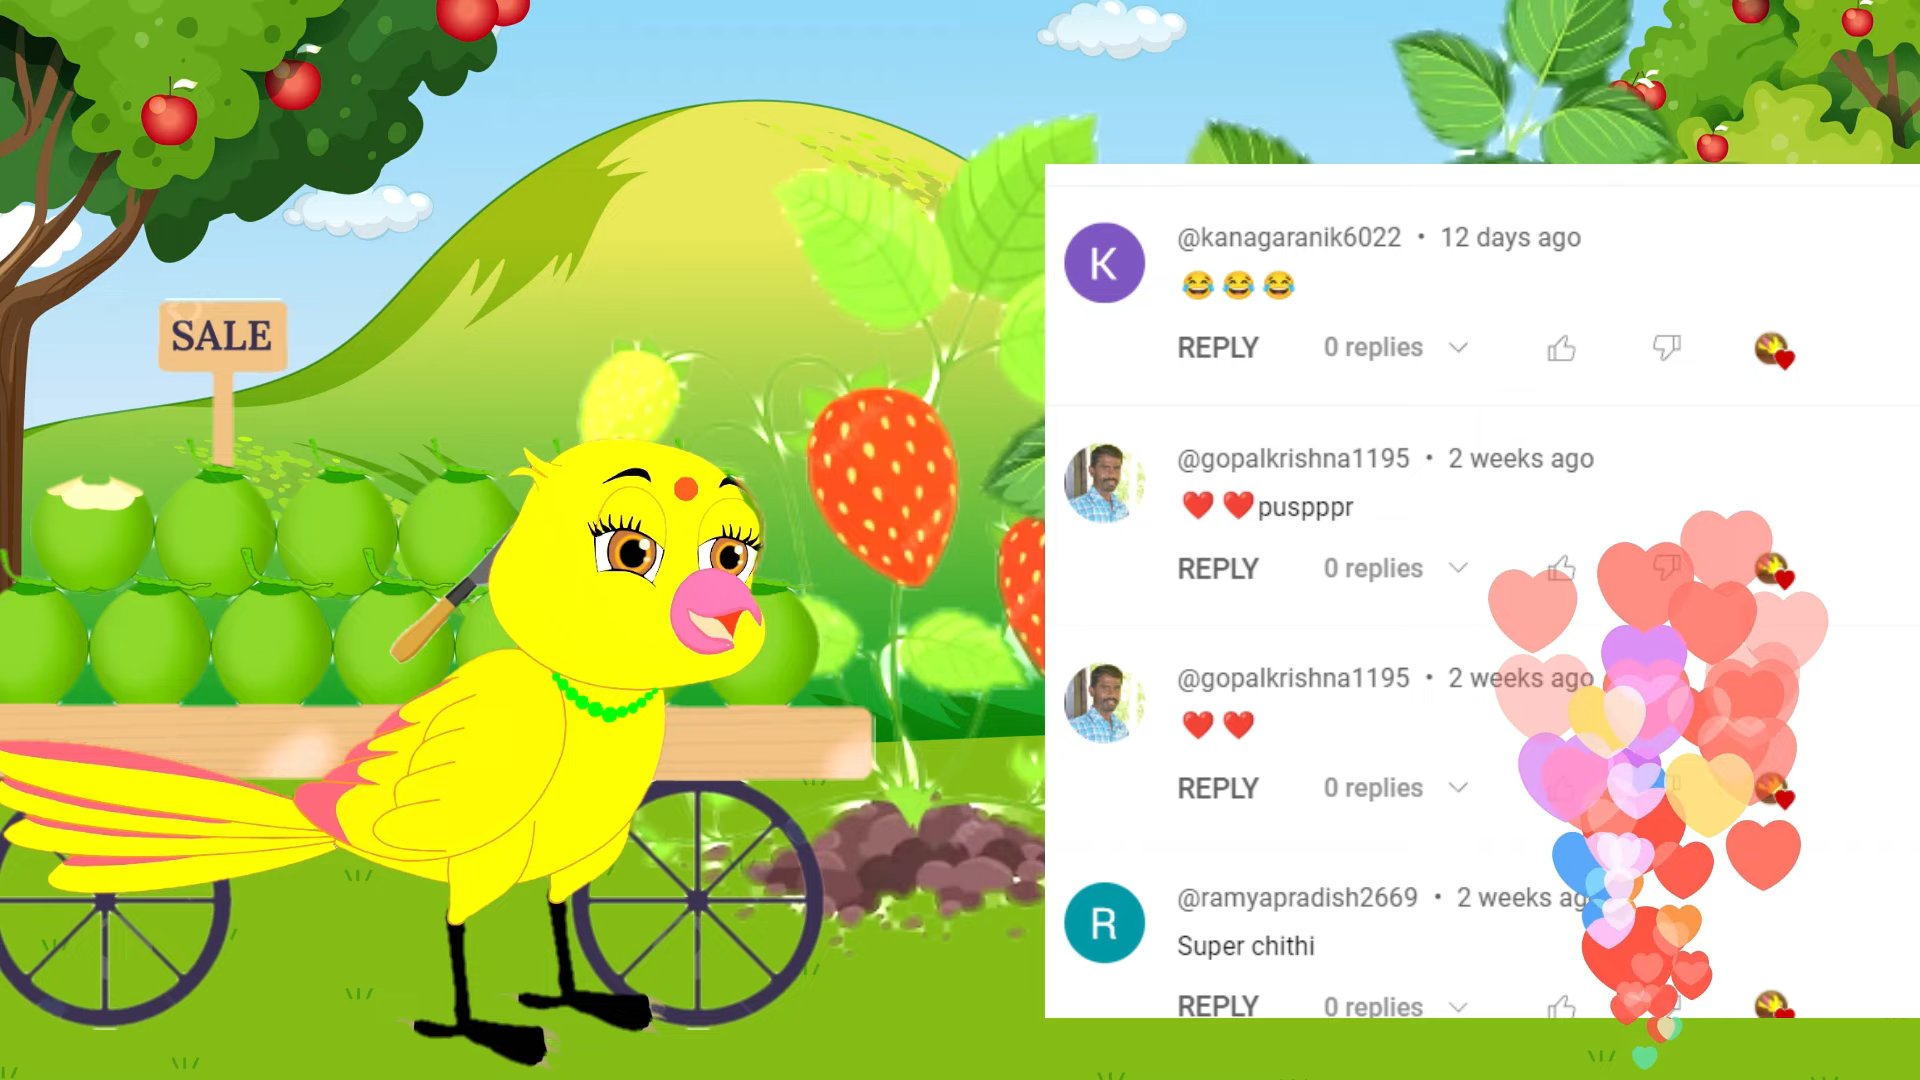 SALE
K
@kanagaranik6022 • 12 days ago
😂😂😂
REPLY 0 replies
@gopalkrishna1195 • 2 weeks ago
❤️❤️puspppr
REPLY 0 replies
@gopalkrishna1195 • 2 weeks ago
❤️❤️
REPLY 0 replies
R
@ramyapradish2669 • 2 weeks ago
Super chithi
REPLY 0 replies